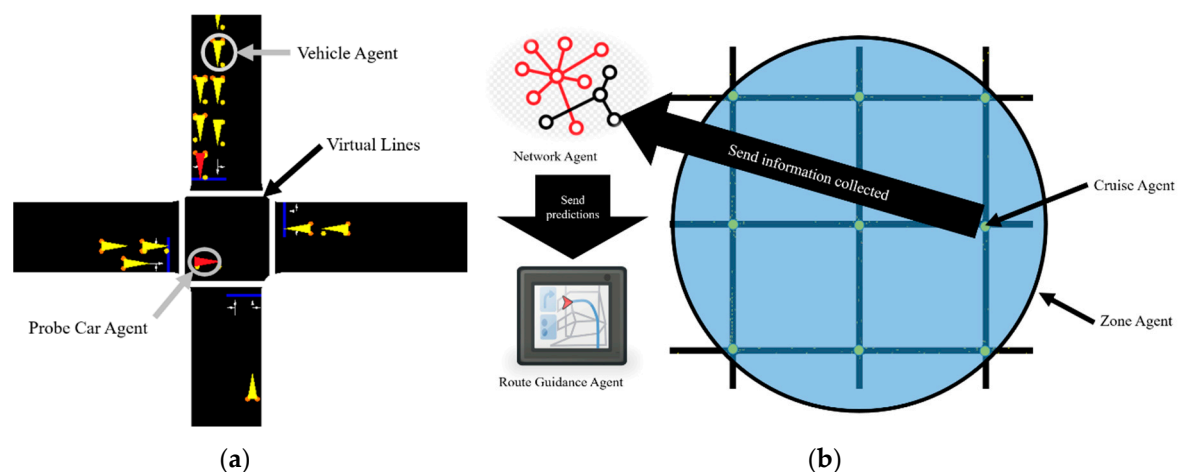 Vehicle Agent
Virtual Lines
Probe Car Agent
(a)
Network Agent
Send information collected
Send
predictions
Route Guidance Agent
Cruise Agent
Zone Agent
(b)